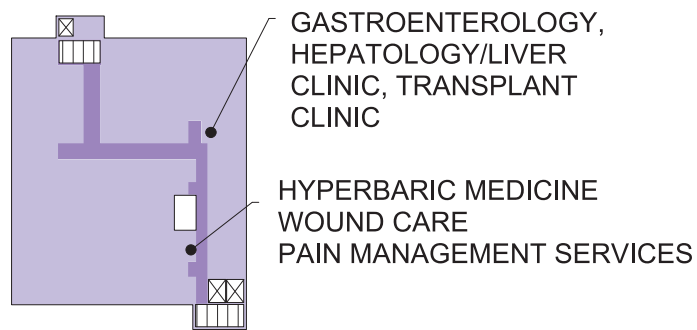 GASTROENTEROLOGY,
HEPATOLOGY/LIVER
CLINIC, TRANSPLANT
CLINIC
HYPERBARIC MEDICINE
WOUND CARE
PAIN MANAGEMENT SERVICES